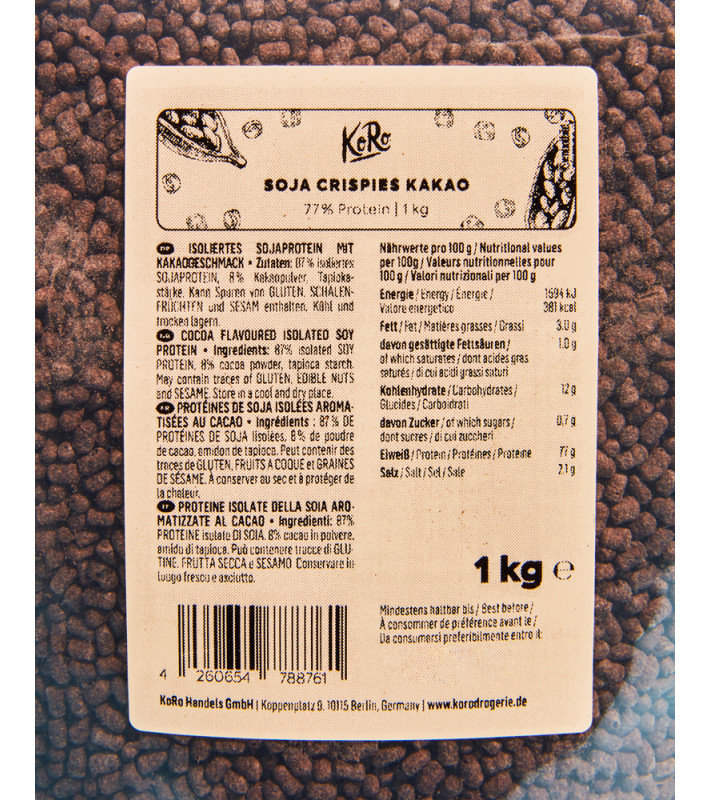 KoRo
SOJA CRISPIES KAKAO
77% Protein | 1 kg
DE ISOLIERTES SOJAPROTEIN MIT
KAKAOGESCHMACK • Zutaten: 87% isoliertes
SOJAPROTEIN, 8% Kakaopulver, Tapioka-
stärke. Kann Spuren von GLUTEN, SCHALEN-
FRÜCHTEN und SESAM enthalten. Kühl und
trocken lagern.
COCOA FLAVOURED ISOLATED SOY
PROTEIN • Ingredients: 87% isolated SOY
PROTEIN, 8% cocoa powder, tapioca starch.
May contain traces of GLUTEN, EDIBLE NUTS
and SESAME. Store in a cool and dry place.
PROTÉINES DE SOJA ISOLÉES AROMA-
TISÉES AU CACAO • Ingrédients : 87% DE
PROTÉINES DE SOJA isolées, 8% de poudre
de cacao, amidon de tapioca. Peut contenir des
traces de GLUTEN, FRUITS A COQUE et GRAINES
DE SÉSAME. À conserver au sec et à protéger de
la chaleur.
IT PROTEINE ISOLATE DELLA SOIA ARO-
MATIZZATE AL CACAO • Ingredienti: 87%
PROTEINE isolate DI SOIA, 8% cacao in polvere,
amido di tapioca. Può contenere tracce di GLU-
TINE, FRUTTA SECCA e SESAMO. Conservare in
luogo fresco e asciutto.
Nährwerte pro 100 g / Nutritional values
per 100g / Valeurs nutritionnelles pour
100 g / Valori nutrizionali per 100 g
Energie / Energy / Énergie / 1594 kJ
Valore energetico 381 kcal
Fett / Fat / Matières grasses / Grassi 3.0 g
davon gesättigte Fettsäuren / 1.0 g
of which saturates / dont acides gras
saturés / di cui acidi grassi saturi
Kohlenhydrate / Carbohydrates / 12 g
Glucides / Carboidrati
davon Zucker / of which sugars / 0.7 g
dont sucres / di cui zuccheri
Eiweiß / Protein / Protéines / Proteine 77 g
Salz / Salt / Sel / Sale 2.1 g
1 kg ℮
Mindestens haltbar bis / Best before /
À consommer de préférence avant le /
Da consumarsi preferibilmente entro il:
4 260654 788761
KoRo Handels GmbH | Koppenplatz 9, 10115 Berlin, Germany | www.korodrogerie.de